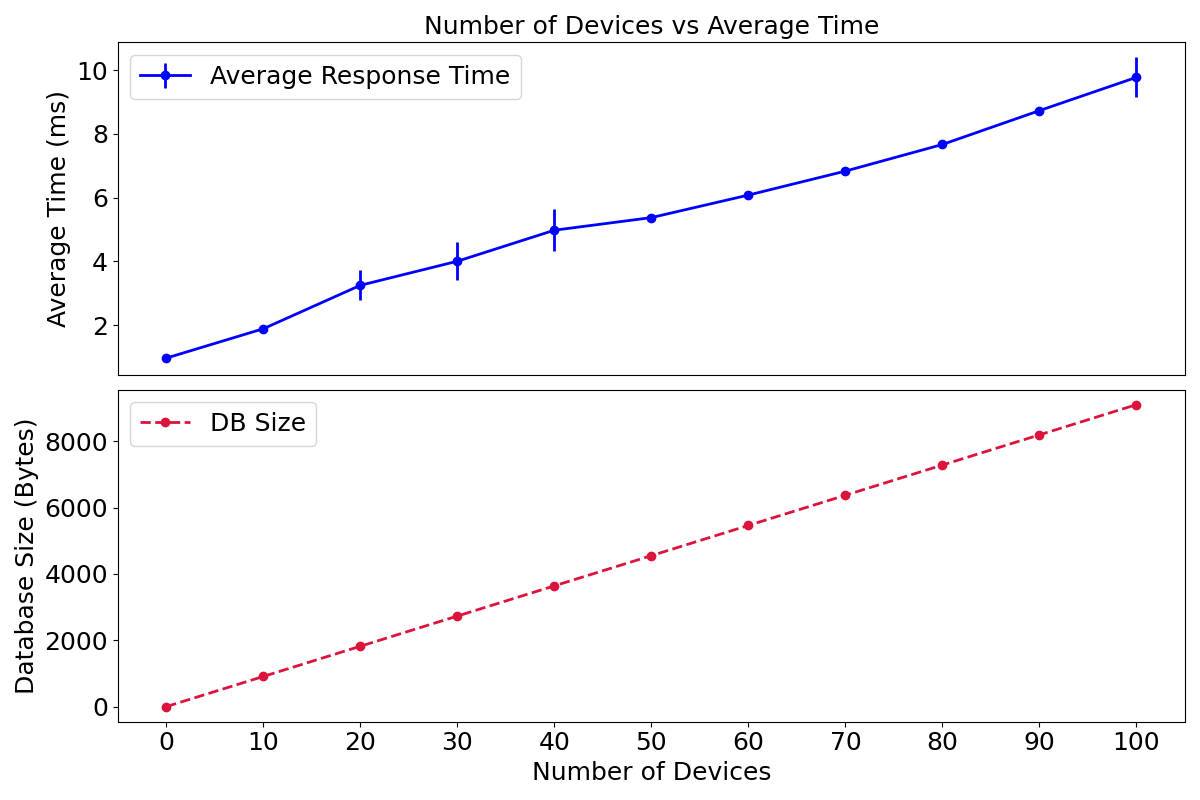 Number of Devices vs Average Time
Average Response Time
Average Time (ms)
10
8
6
4
2
DB Size
Database Size (Bytes)
8000
6000
4000
2000
0
0 10 20 30 40 50 60 70 80 90 100
Number of Devices